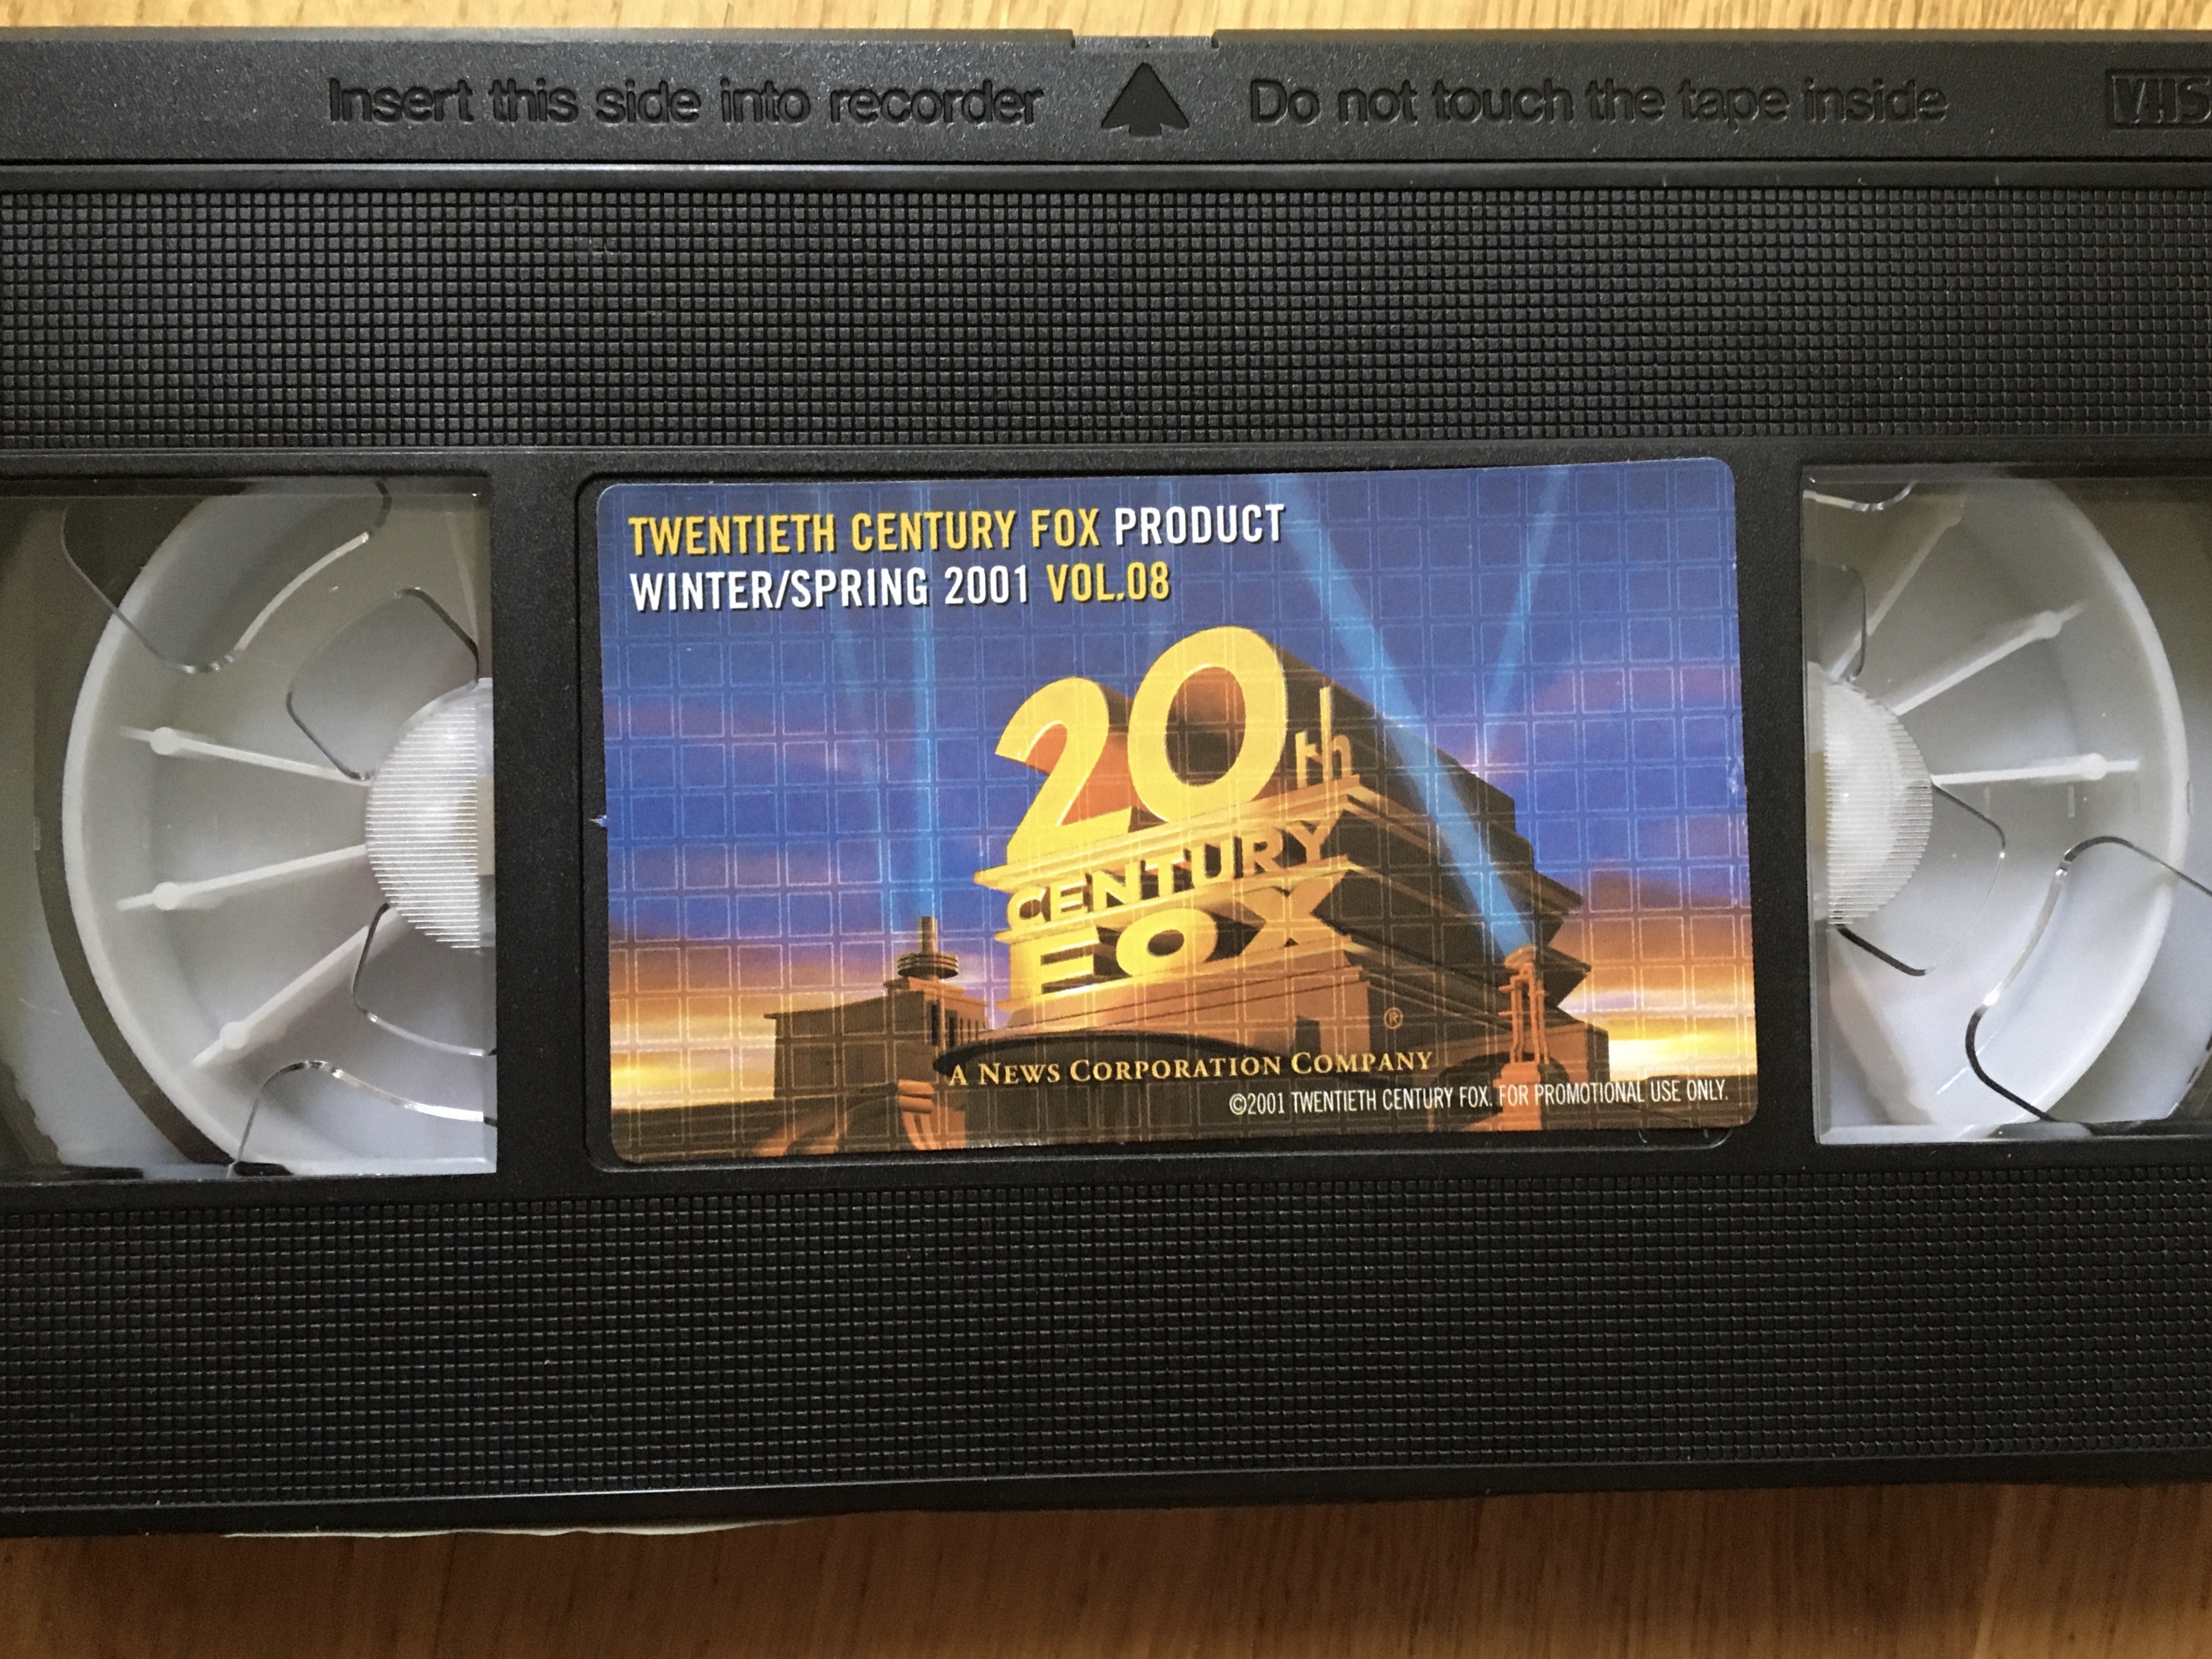 Insert this side into recorder Do not touch the tape inside VHS
TWENTIETH CENTURY FOX PRODUCT
WINTER/SPRING 2001 VOL.08
20th
CENTURY
FOX
®
A NEWS CORPORATION COMPANY
©2001 TWENTIETH CENTURY FOX. FOR PROMOTIONAL USE ONLY.